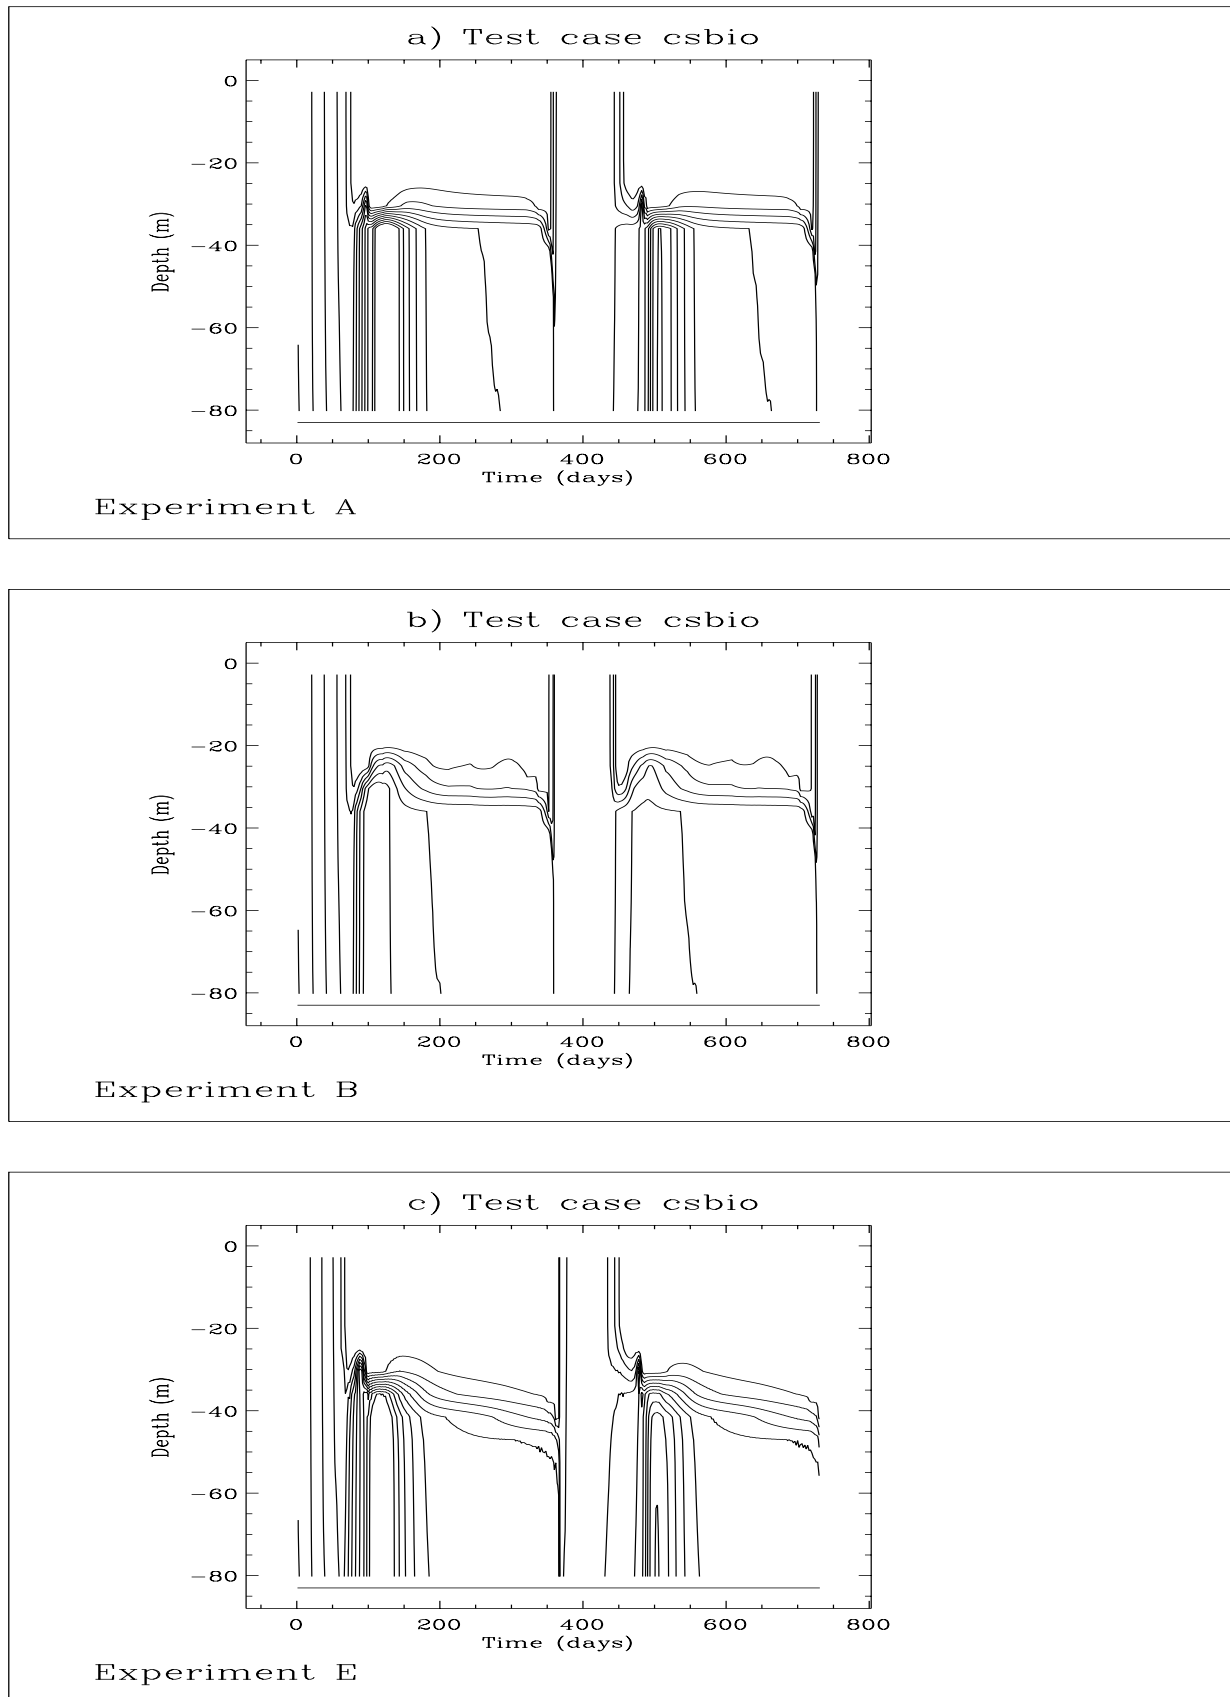 a) Test case csbio
0
−20
−40
−60
−80
Depth (m)
0 200 400 600 800
Time (days)
Experiment A
b) Test case csbio
0
−20
−40
−60
−80
Depth (m)
0 200 400 600 800
Time (days)
Experiment B
c) Test case csbio
0
−20
−40
−60
−80
Depth (m)
0 200 400 600 800
Time (days)
Experiment E